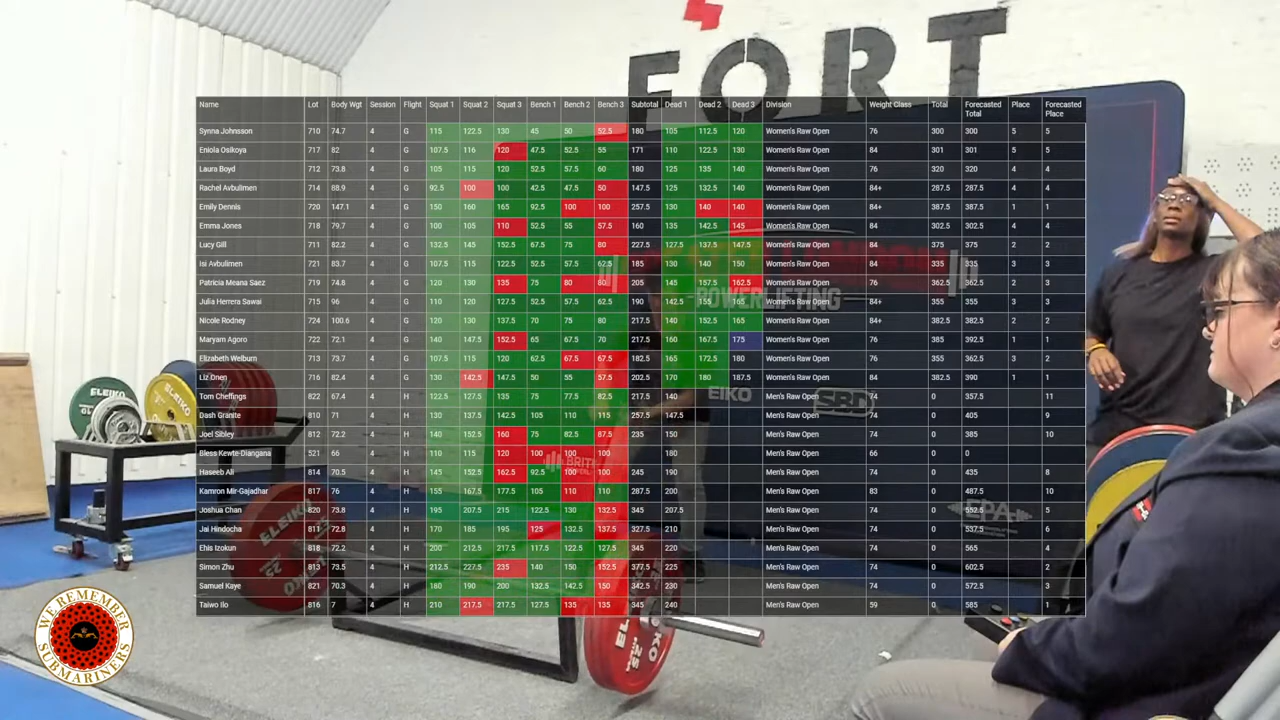 FORT
Name Lot Body Wgt Session Flight Squat 1 Squat 2 Squat 3 Bench 1 Bench 2 Bench 3 Subtotal Dead 1 Dead 2 Dead 3 Division Weight Class Total Forecasted Total Place Forecasted Place
Synna Johnsson 710 74.7 4 G 115 122.5 130 45 50 52.5 180 105 112.5 120 Women's Raw Open 76 300 300 5 5
Eniola Osikoya 717 82 4 G 107.5 116 120 47.5 52.5 55 171 110 122.5 130 Women's Raw Open 84 301 301 5 5
Laura Boyd 712 73.8 4 G 105 115 120 52.5 57.5 60 180 125 135 140 Women's Raw Open 76 320 320 4 4
Rachel Avbulimen 714 88.9 4 G 92.5 100 100 42.5 47.5 50 147.5 125 132.5 140 Women's Raw Open 84+ 287.5 287.5 4 4
Emily Dennis 720 147.1 4 G 150 160 165 92.5 100 100 257.5 130 140 140 Women's Raw Open 84+ 387.5 387.5 1 1
Emma Jones 718 79.7 4 G 100 105 110 52.5 55 57.5 160 135 142.5 145 Women's Raw Open 84 302.5 302.5 4 4
Lucy Gill 711 82.2 4 G 132.5 145 152.5 67.5 75 80 227.5 127.5 137.5 147.5 Women's Raw Open 84 375 375 2 2
Isi Avbulimen 721 83.7 4 G 107.5 115 122.5 52.5 57.5 62.5 185 130 140 150 Women's Raw Open 84 335 335 3 3
Patricia Meana Saez 719 74.8 4 G 120 130 135 75 80 80 205 145 157.5 162.5 Women's Raw Open 76 362.5 362.5 2 3
Julia Herrera Sawai 715 96 4 G 110 120 127.5 52.5 57.5 62.5 190 142.5 155 165 Women's Raw Open 84+ 355 355 3 3
Nicole Rodney 724 100.6 4 G 120 130 137.5 70 75 80 217.5 140 152.5 165 Women's Raw Open 84+ 382.5 382.5 2 2
Maryam Agoro 722 72.1 4 G 140 147.5 152.5 65 67.5 70 217.5 160 167.5 175 Women's Raw Open 76 385 392.5 1 1
Elizabeth Welburn 713 73.7 4 G 107.5 115 120 62.5 67.5 67.5 182.5 165 172.5 180 Women's Raw Open 76 355 362.5 3 2
Liz Onen 716 82.4 4 G 130 142.5 147.5 50 55 57.5 202.5 170 180 187.5 Women's Raw Open 84 382.5 390 1 1
Tom Cheffings 822 67.4 4 H 122.5 127.5 135 75 77.5 82.5 217.5 140 Men's Raw Open 74 0 357.5 11
Dash Granite 810 71 4 H 130 137.5 142.5 105 110 115 257.5 147.5 Men's Raw Open 74 0 405 9
Joel Sibley 812 72.2 4 H 140 152.5 160 75 82.5 87.5 235 150 Men's Raw Open 74 0 385 10
Bless Kewte-Diangana 521 66 4 H 110 115 120 100 100 100 180 Men's Raw Open 66 0 0
Haseeb Ali 814 70.5 4 H 145 152.5 162.5 92.5 100 100 245 190 Men's Raw Open 74 0 435 8
Kamron Mir-Gajadhar 817 76 4 H 155 167.5 177.5 105 110 110 287.5 200 Men's Raw Open 83 0 487.5 10
Joshua Chan 820 73.8 4 H 195 207.5 215 122.5 130 132.5 345 207.5 Men's Raw Open 74 0 552.5 5
Jai Hindocha 811 72.8 4 H 170 185 195 125 132.5 137.5 327.5 210 Men's Raw Open 74 0 537.5 6
Ehis Izokun 818 72.2 4 H 200 212.5 217.5 117.5 122.5 127.5 345 220 Men's Raw Open 74 0 565 4
Simon Zhu 813 73.5 4 H 212.5 227.5 235 140 150 152.5 377.5 225 Men's Raw Open 74 0 602.5 2
Samuel Kaye 821 70.3 4 H 180 190 200 132.5 142.5 150 342.5 230 Men's Raw Open 74 0 572.5 3
Taiwo Ilo 816 7 4 H 210 217.5 217.5 127.5 135 135 345 240 Men's Raw Open 59 0 585 1
POWERLIFTING
EIKO
SBD
EPA
ELEIKO
ELEIKO
25
WE REMEMBER
SUBMARINERS